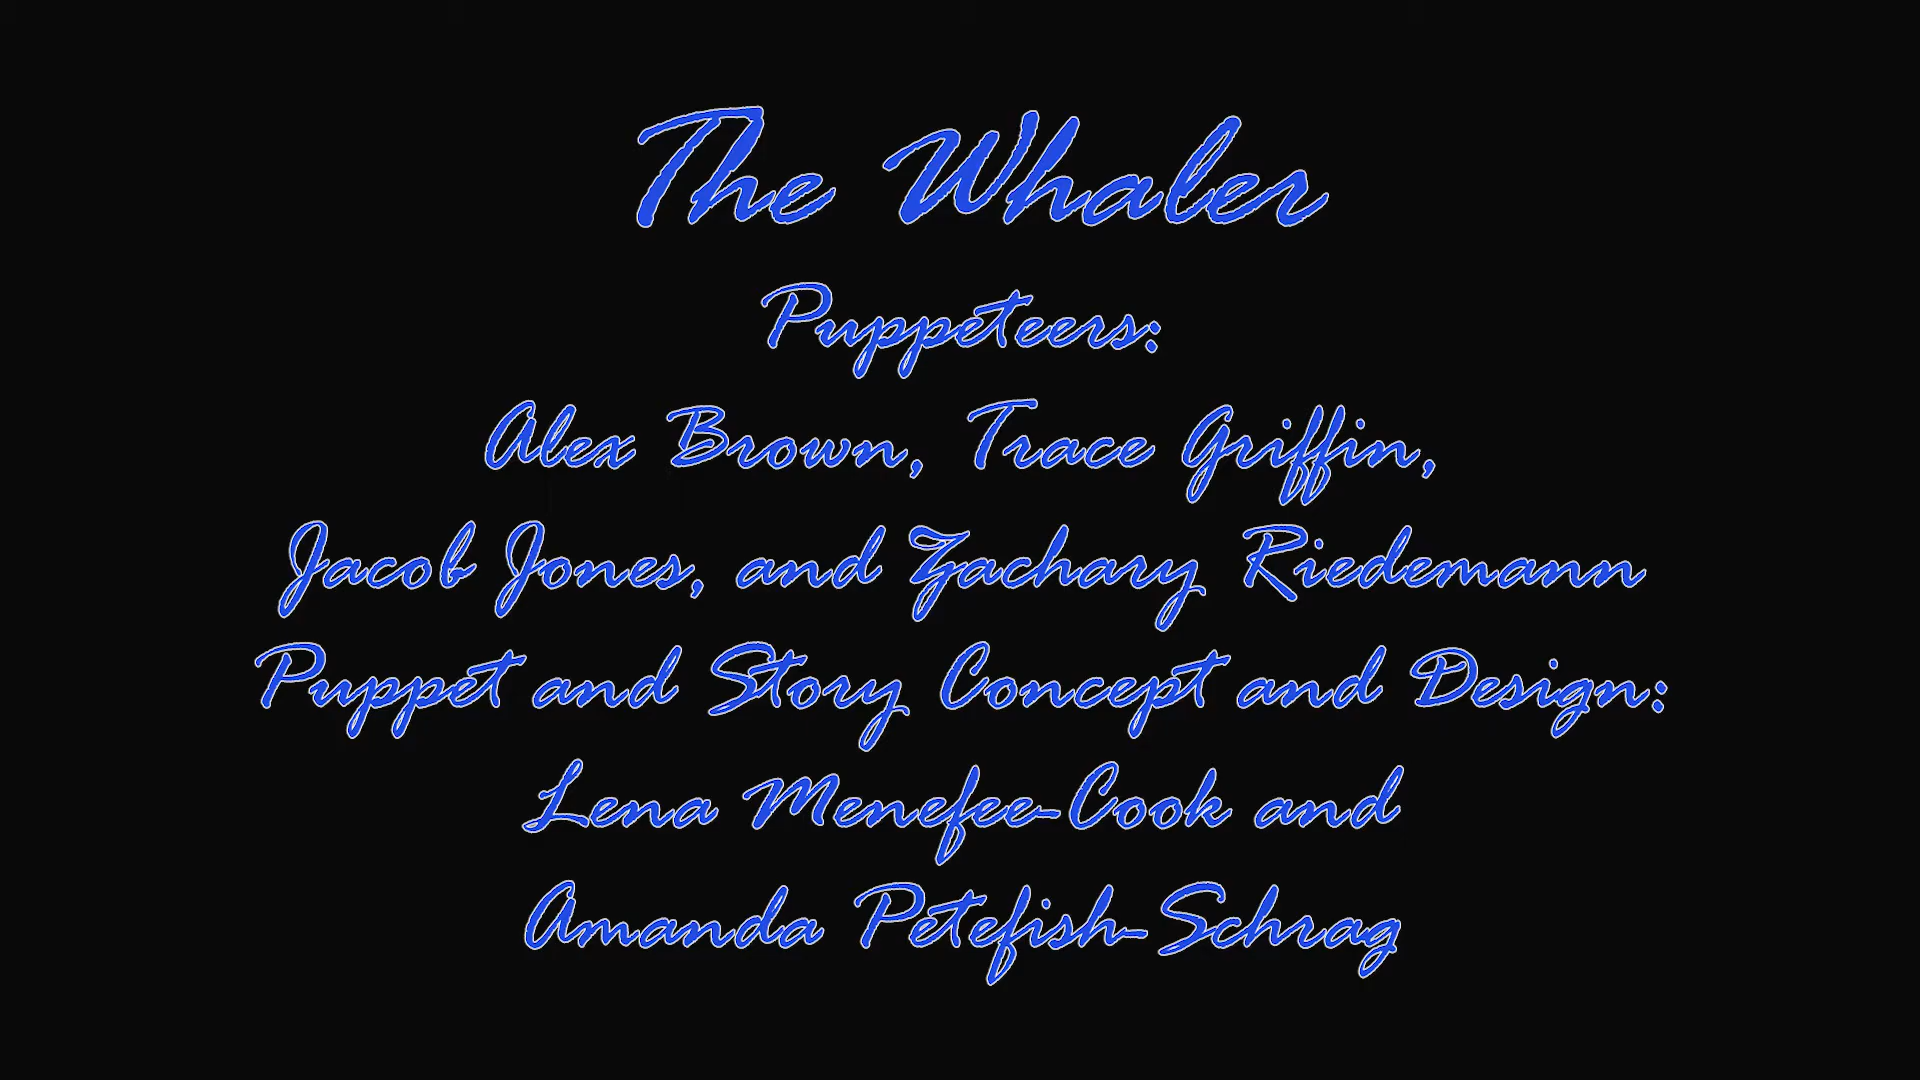 The Whaler
Puppeteers:
Alex Brown, Trace Griffin,
Jacob Jones, and Zachary Riedemann
Puppet and Story Concept and Design:
Lena Menefee-Cook and
Amanda Petefish-Schrag